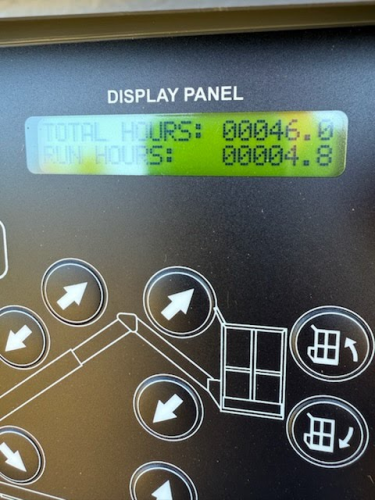 DISPLAY PANEL
TOTAL HOURS: 00046.0
RUN HOURS: 00004.8